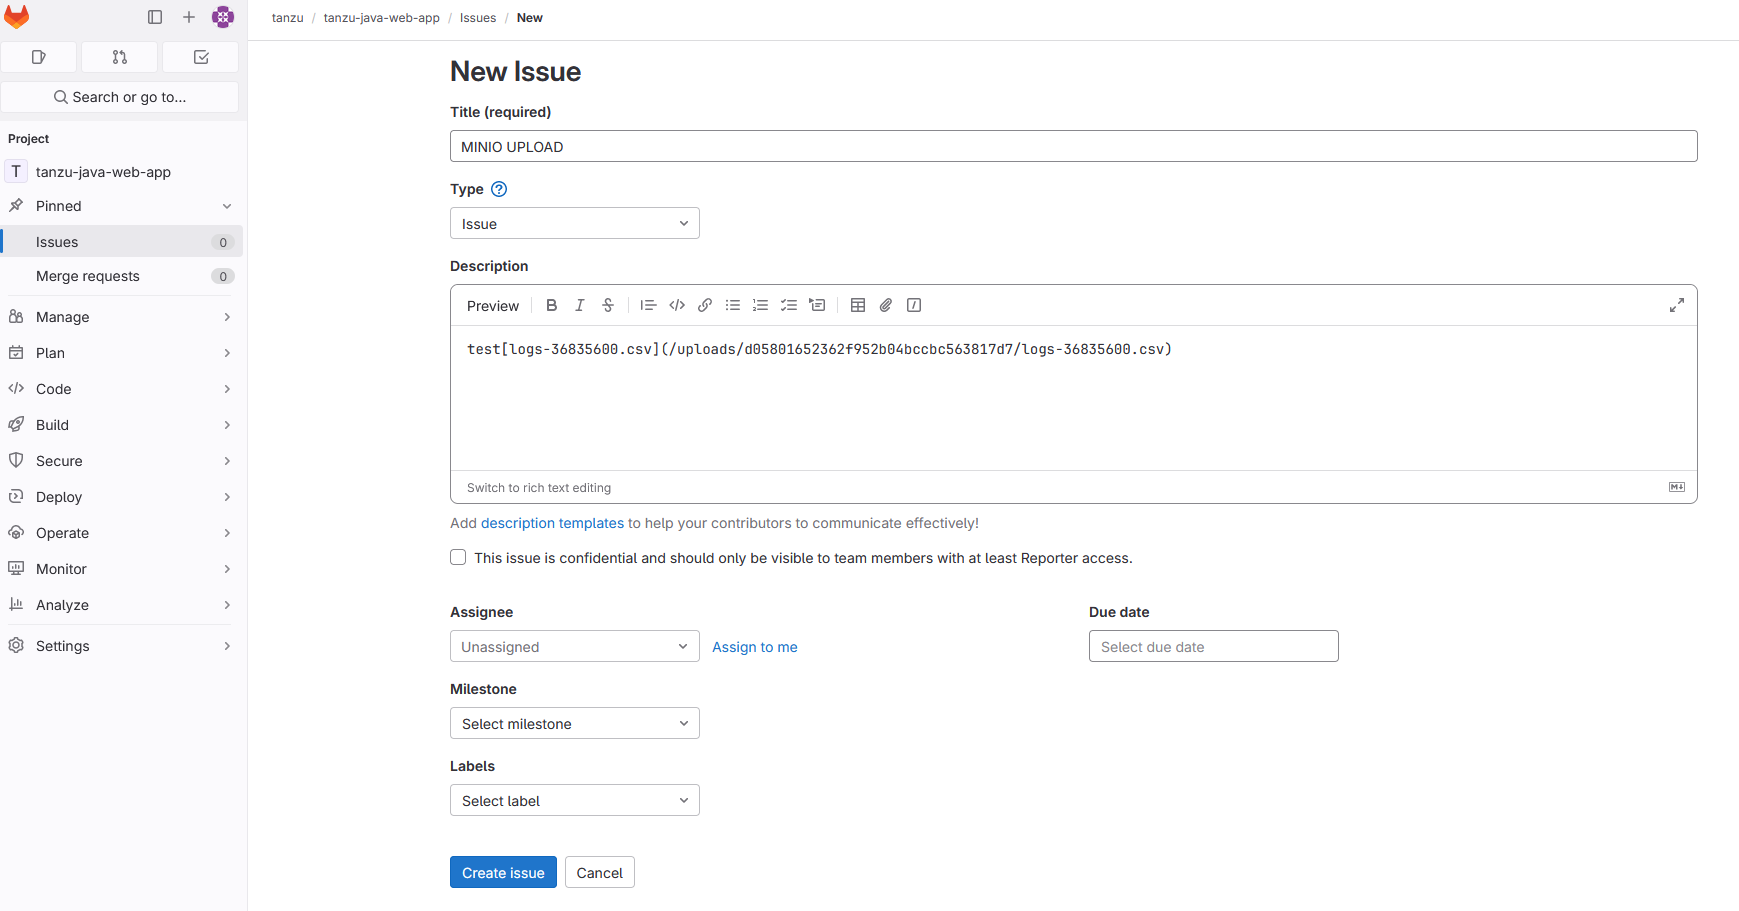 tanzu / tanzu-java-web-app / Issues / New
Search or go to...
Project
T tanzu-java-web-app
Pinned
Issues 0
Merge requests 0
Manage
Plan
Code
Build
Secure
Deploy
Operate
Monitor
Analyze
Settings
New Issue
Title (required)
MINIO UPLOAD
Type ?
Issue
Description
Preview B I S
test[logs-36835600.csv](/uploads/d05801652362f952b04bccbc563817d7/logs-36835600.csv)
Switch to rich text editing
Add description templates to help your contributors to communicate effectively!
This issue is confidential and should only be visible to team members with at least Reporter access.
Assignee
Unassigned Assign to me
Due date
Select due date
Milestone
Select milestone
Labels
Select label
Create issue Cancel